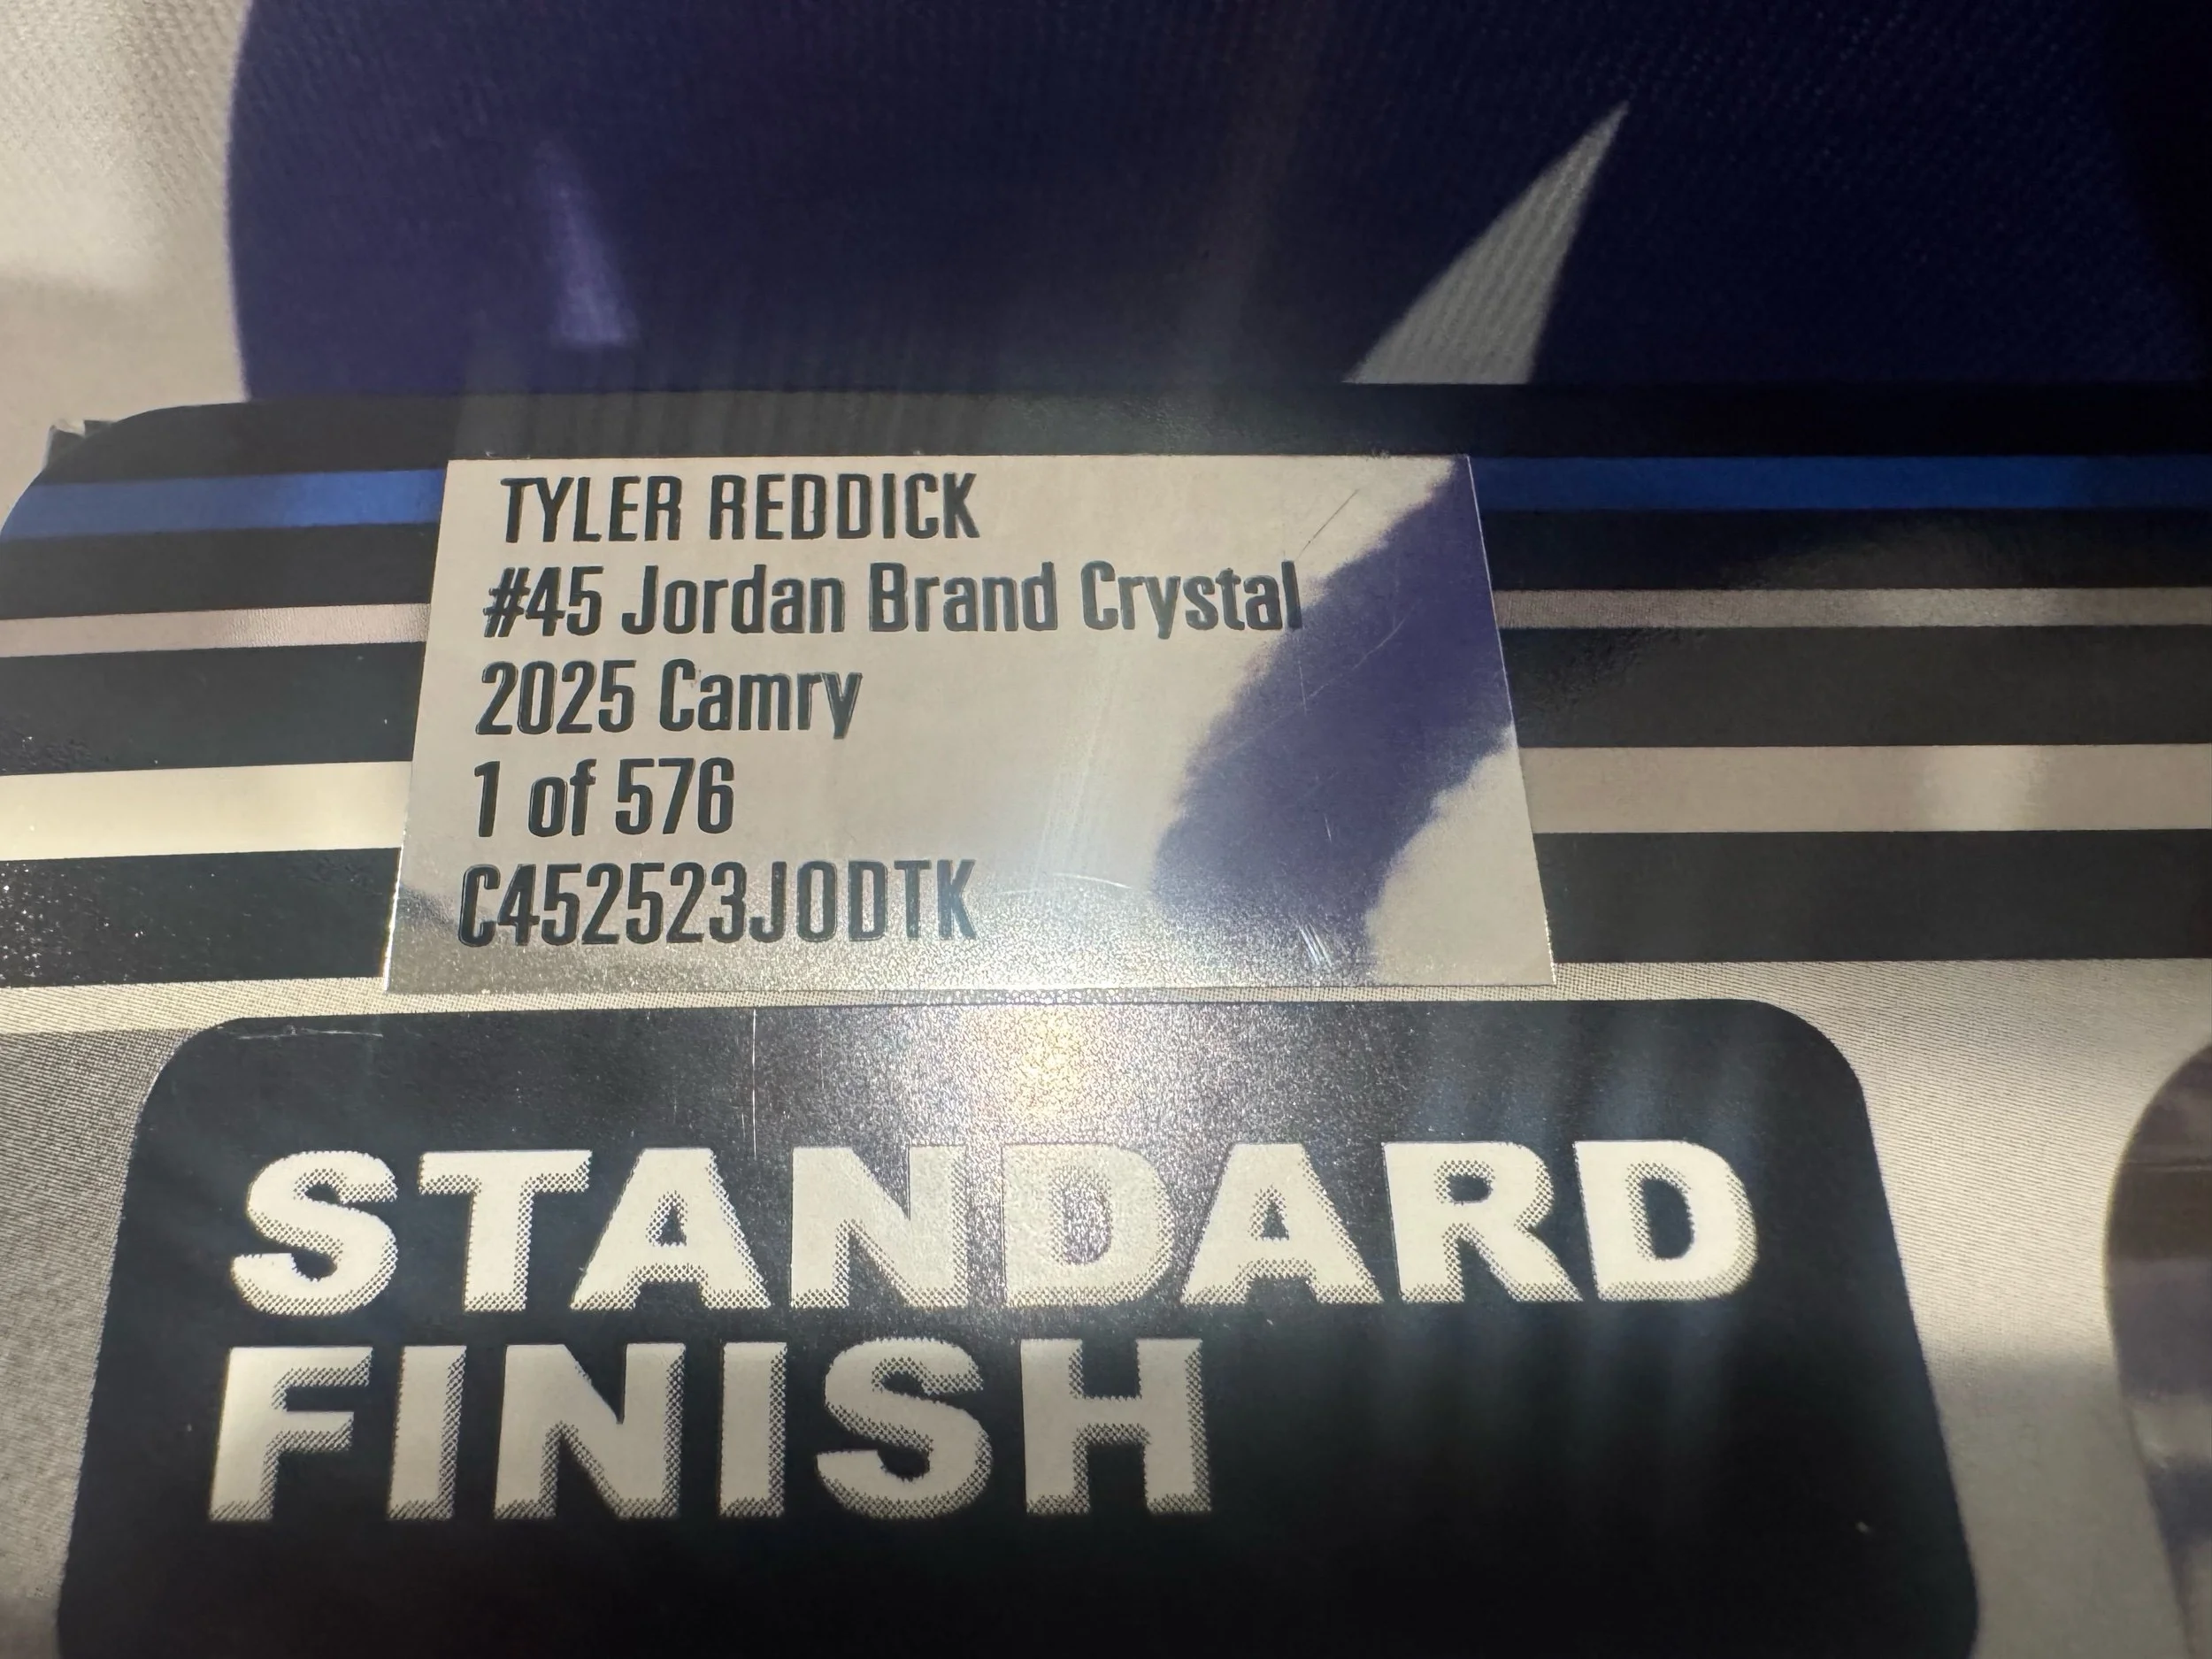 TYLER REDDICK
#45 Jordan Brand Crystal
2025 Camry
1 of 576
C452523JODTK
STANDARD
FINISH